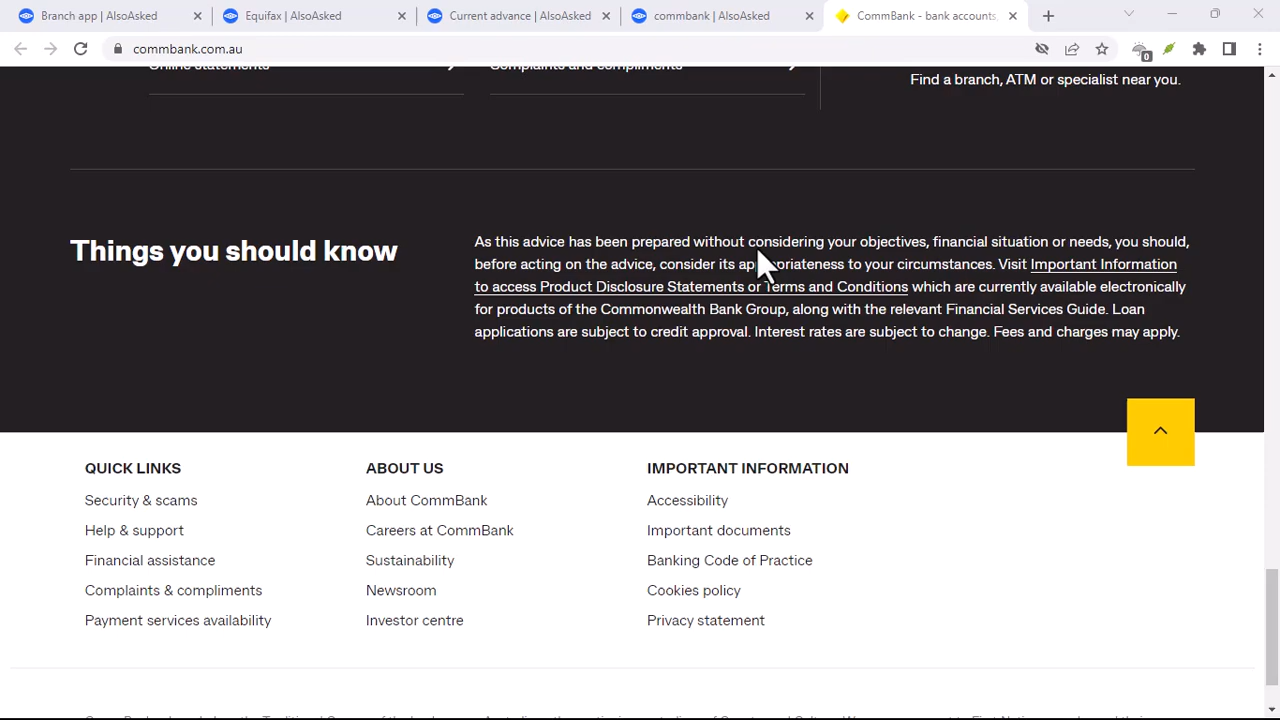 Branch app | AlsoAsked
Equifax | AlsoAsked
Current advance | AlsoAsked
commbank | AlsoAsked
CommBank - bank accounts,
commbank.com.au
0
Online statements
Complaints and compliments
Find a branch, ATM or specialist near you.
Things you should know
As this advice has been prepared without considering your objectives, financial situation or needs, you should,
before acting on the advice, consider its appropriateness to your circumstances. Visit Important Information
to access Product Disclosure Statements or Terms and Conditions which are currently available electronically
for products of the Commonwealth Bank Group, along with the relevant Financial Services Guide. Loan
applications are subject to credit approval. Interest rates are subject to change. Fees and charges may apply.
QUICK LINKS
Security & scams
Help & support
Financial assistance
Complaints & compliments
Payment services availability
ABOUT US
About CommBank
Careers at CommBank
Sustainability
Newsroom
Investor centre
IMPORTANT INFORMATION
Accessibility
Important documents
Banking Code of Practice
Cookies policy
Privacy statement